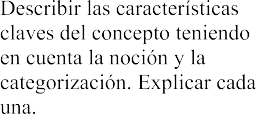 Describir las características
claves del concepto teniendo
en cuenta la noción y la
categorización. Explicar cada
una.